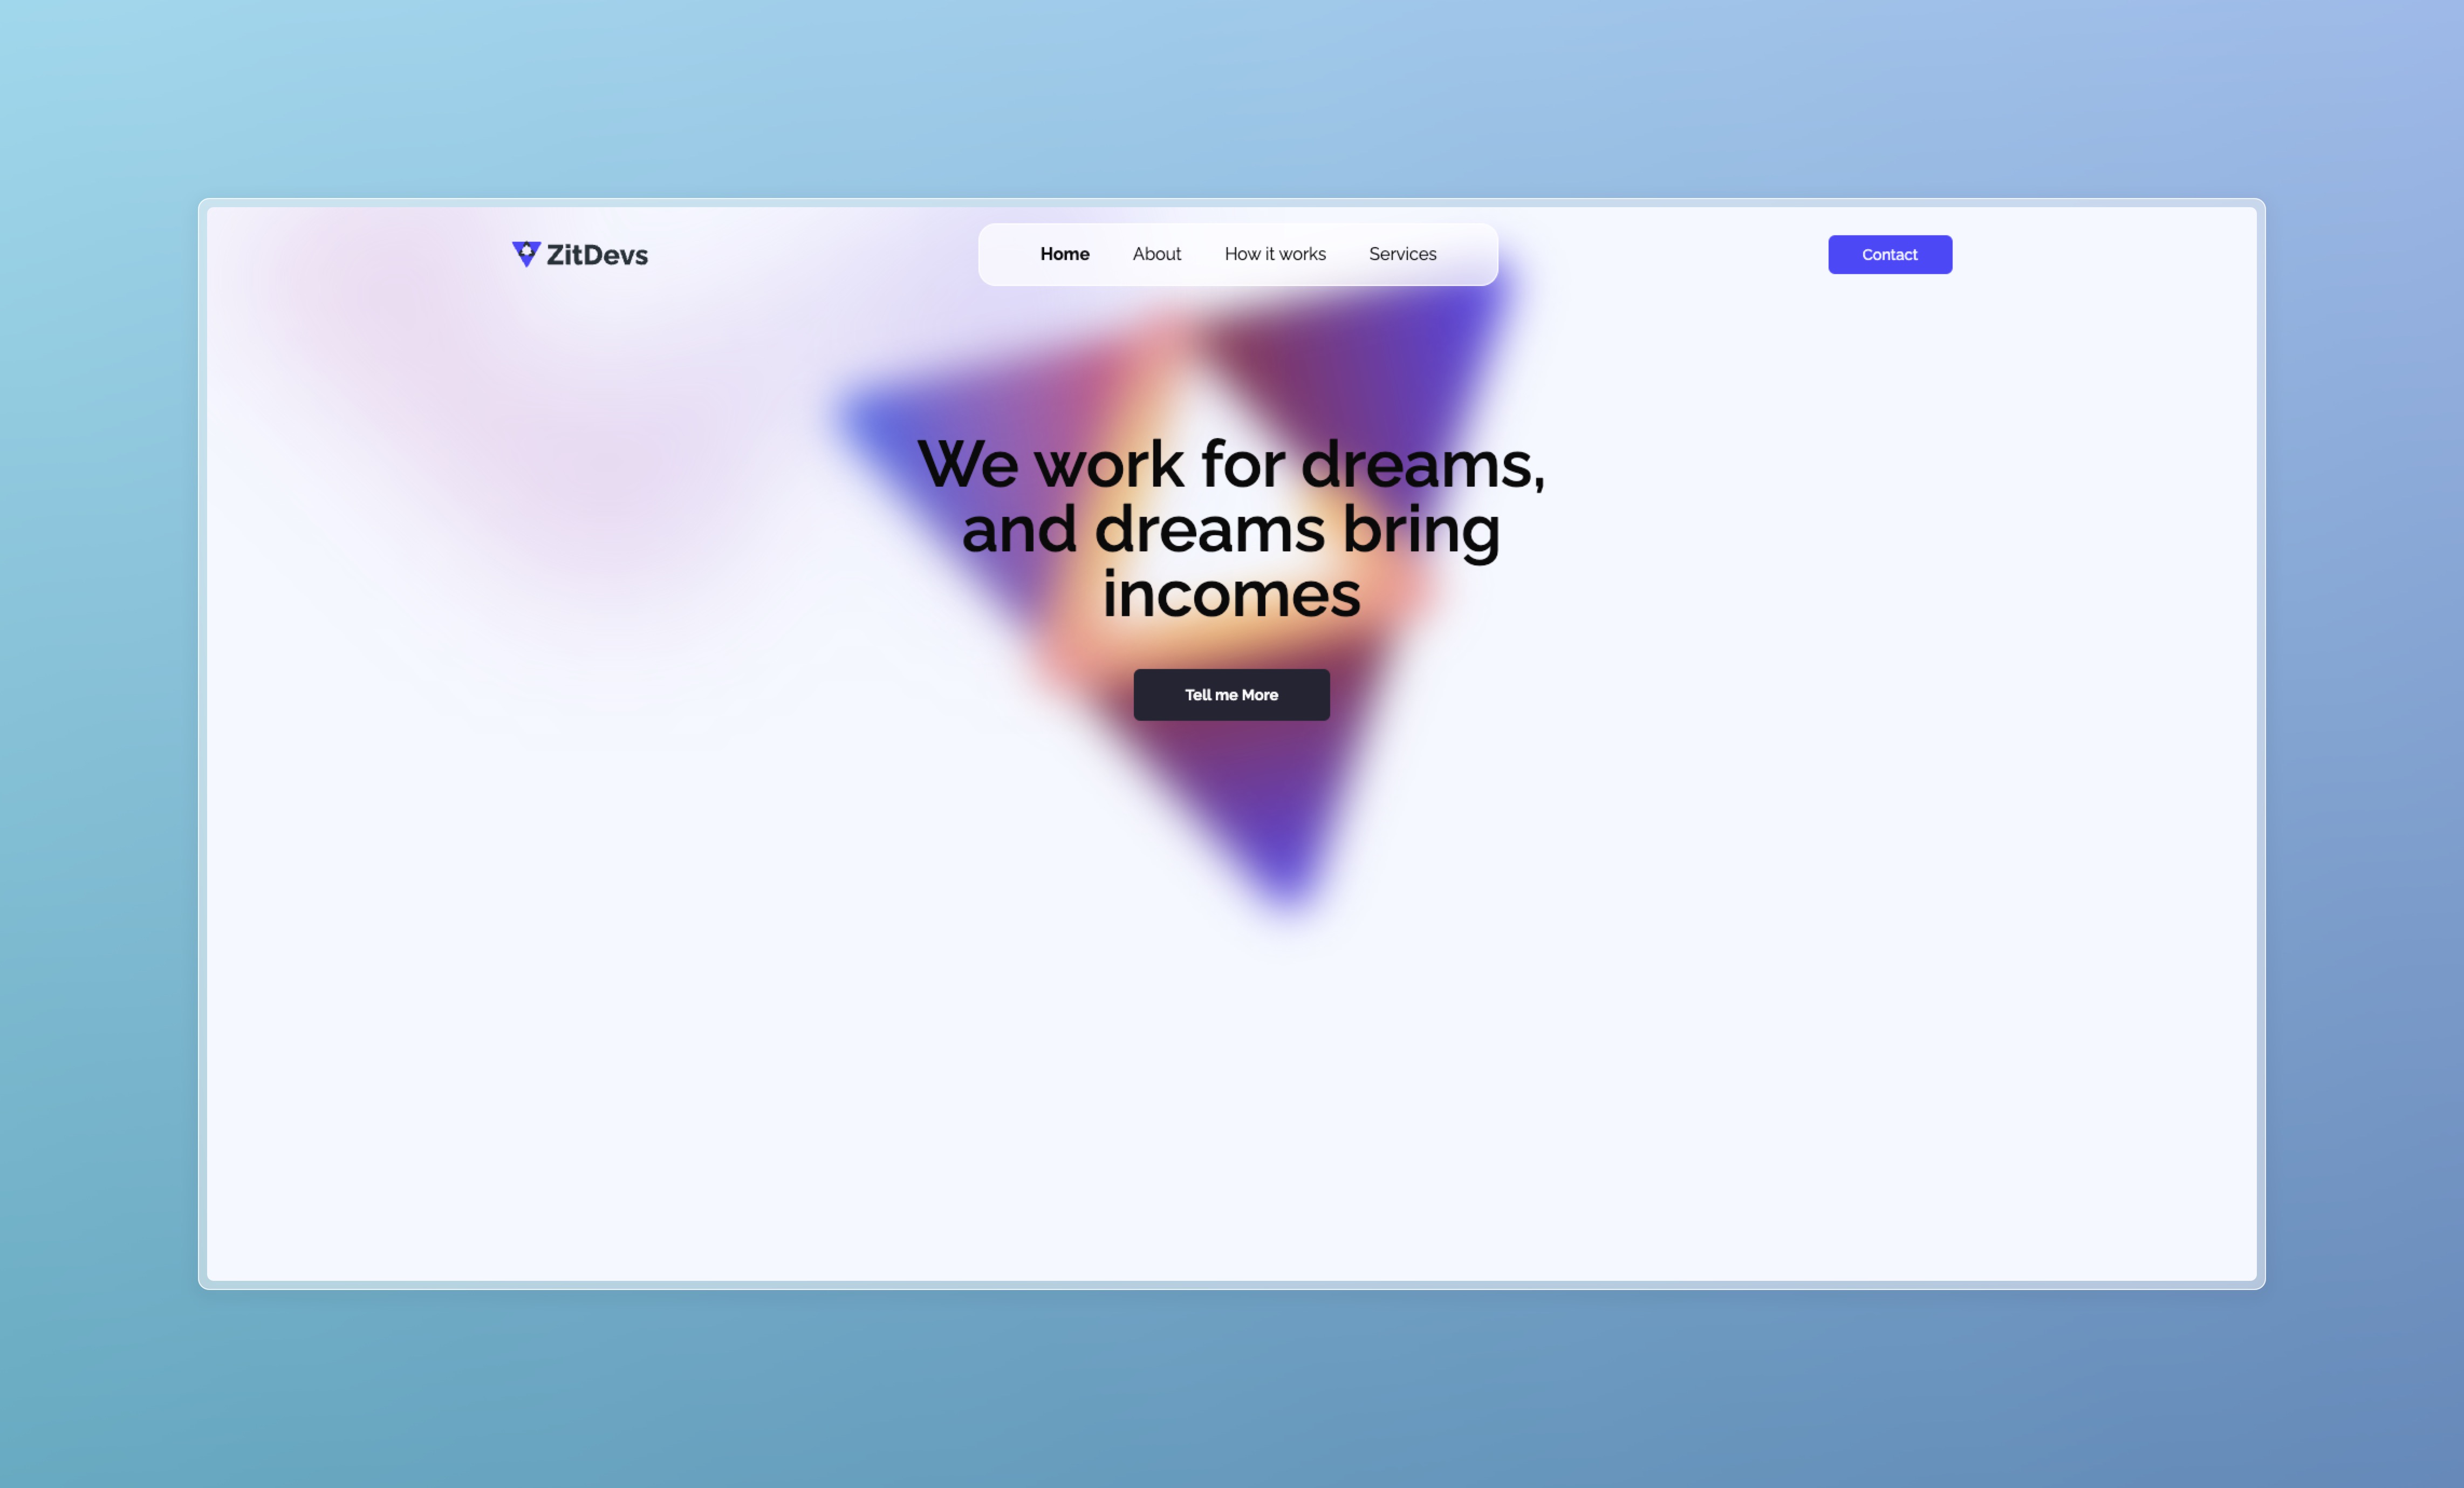 ZitDevs
Home About How it works Services
Contact
We work for dreams,
and dreams bring
incomes
Tell me More